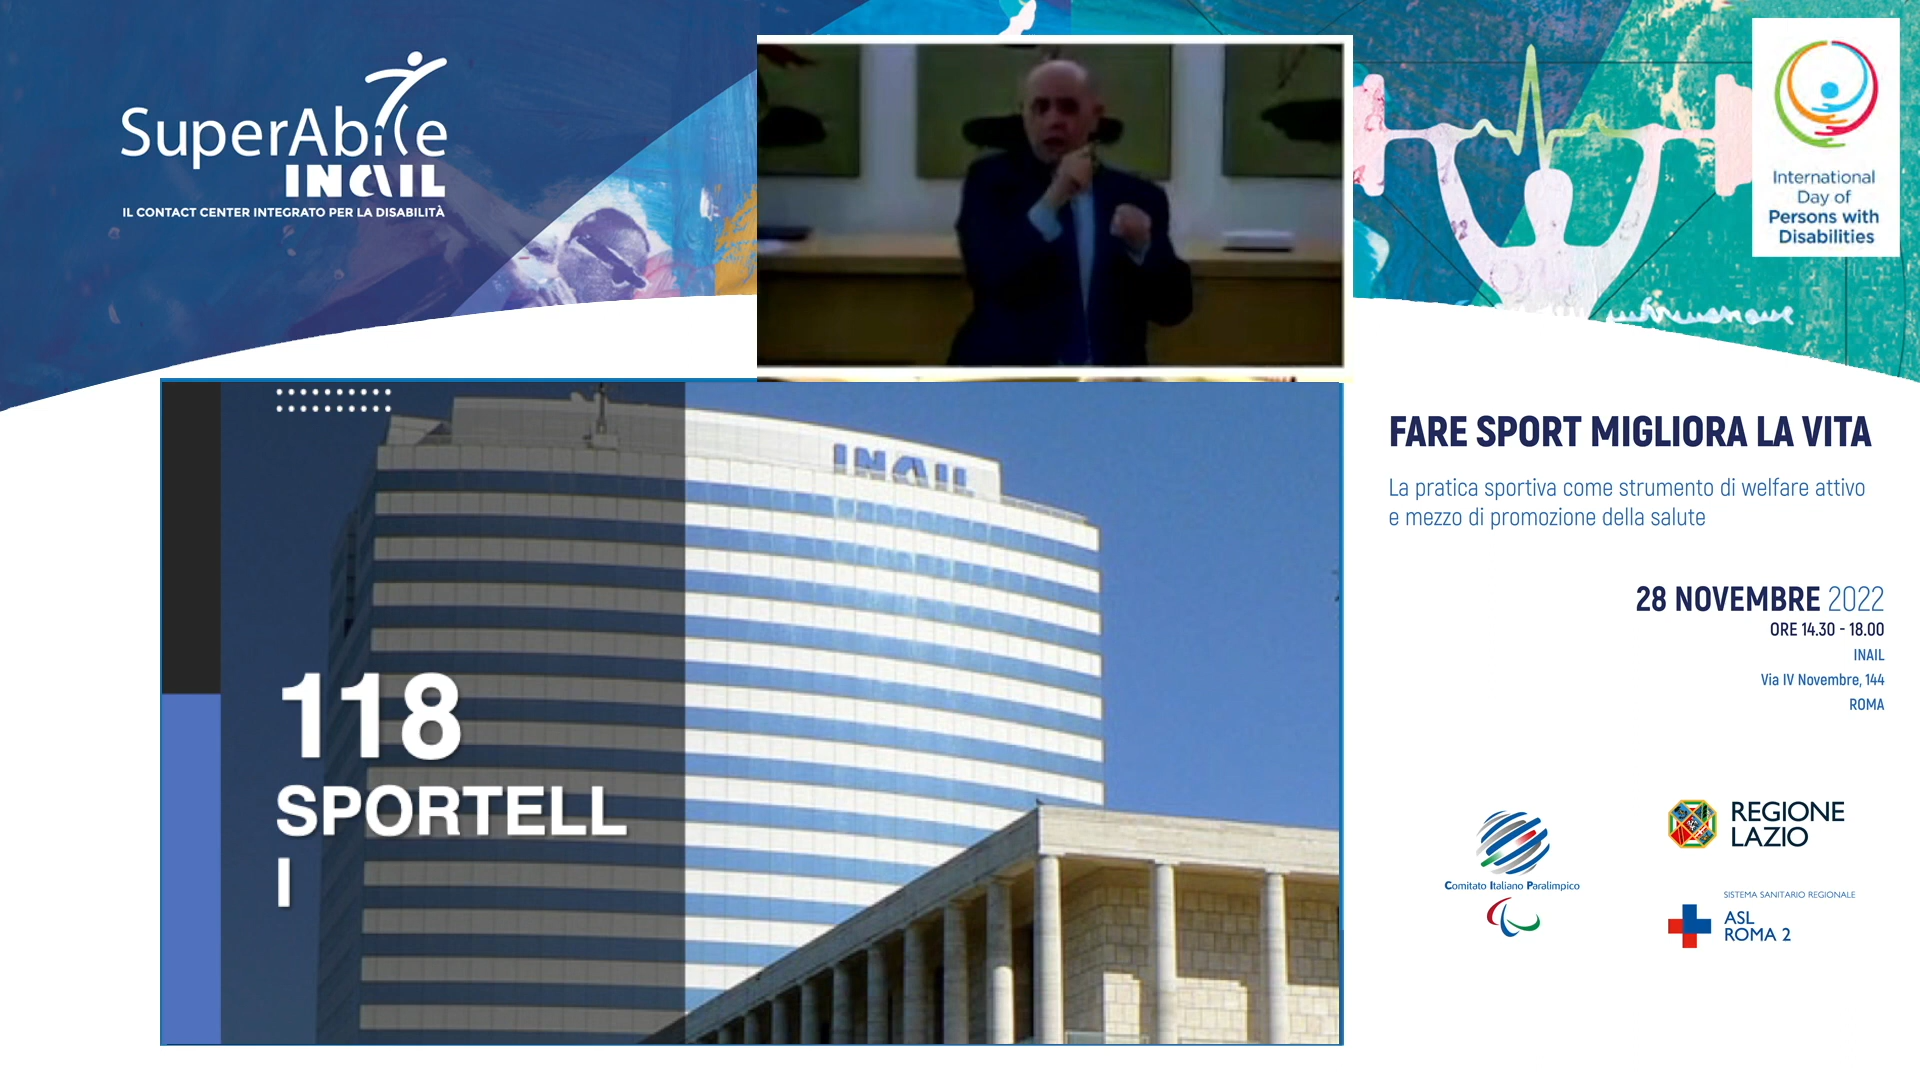 SuperAbile
INAIL
IL CONTACT CENTER INTEGRATO PER LA DISABILITÀ
International
Day of
Persons with
Disabilities
INAIL
118
SPORTELL
I
FARE SPORT MIGLIORA LA VITA
La pratica sportiva come strumento di welfare attivo
e mezzo di promozione della salute
28 NOVEMBRE 2022
ORE 14.30 - 18.00
INAIL
Via IV Novembre, 144
ROMA
Comitato Italiano Paralimpico
REGIONE
LAZIO
SISTEMA SANITARIO REGIONALE
ASL
ROMA 2